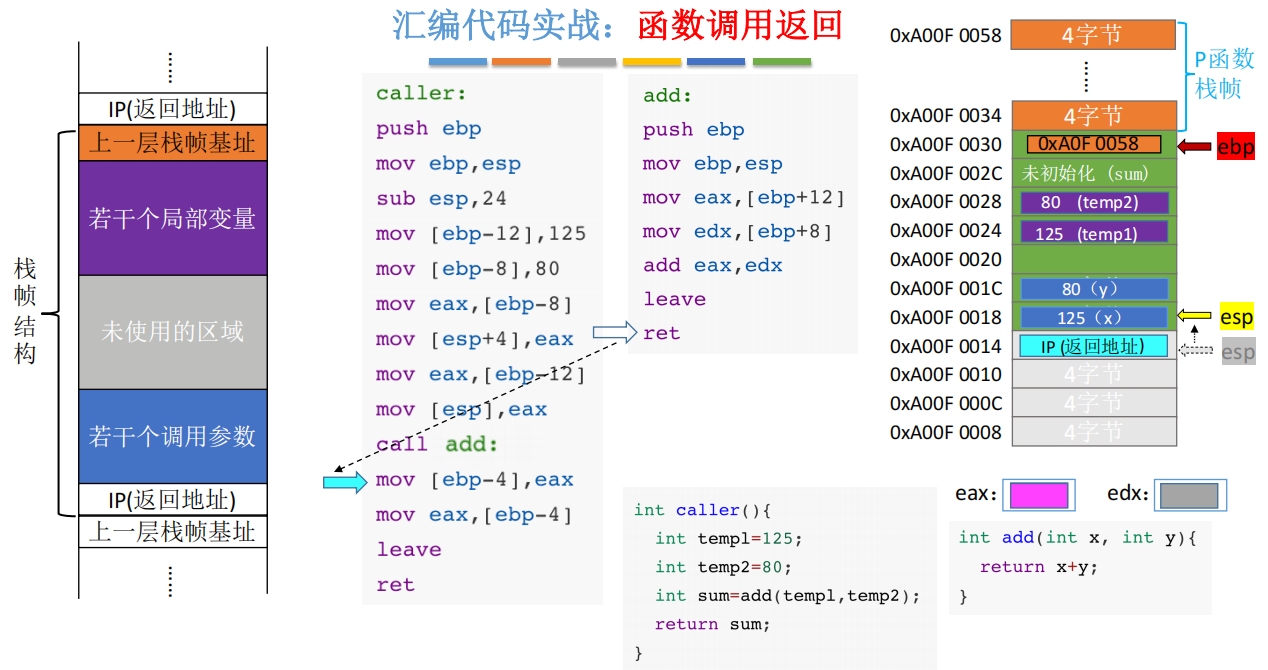 汇编代码实战：函数调用返回
IP(返回地址)
上一层栈帧基址
若干个局部变量
未使用的区域
若干个调用参数
IP(返回地址)
上一层栈帧基址
栈帧结构
caller:
push ebp
mov ebp,esp
sub esp,24
mov [ebp-12],125
mov [ebp-8],80
mov eax,[ebp-8]
mov [esp+4],eax
mov eax,[ebp-12]
mov [esp],eax
call add:
mov [ebp-4],eax
mov eax,[ebp-4]
leave
ret
add:
push ebp
mov ebp,esp
mov eax,[ebp+12]
mov edx,[ebp+8]
add eax,edx
leave
ret
0xA00F 0058 4字节
P函数栈帧
0xA00F 0034 4字节
0xA00F 0030 0xA0F 0058 ebp
0xA00F 002C 未初始化 (sum)
0xA00F 0028 80 (temp2)
0xA00F 0024 125 (temp1)
0xA00F 0020
0xA00F 001C 80（y）
0xA00F 0018 125（x） esp
0xA00F 0014 IP (返回地址) esp
0xA00F 0010 4字节
0xA00F 000C 4字节
0xA00F 0008 4字节
eax： edx：
int caller(){
int temp1=125;
int temp2=80;
int sum=add(temp1,temp2);
return sum;
}
int add(int x, int y){
return x+y;
}